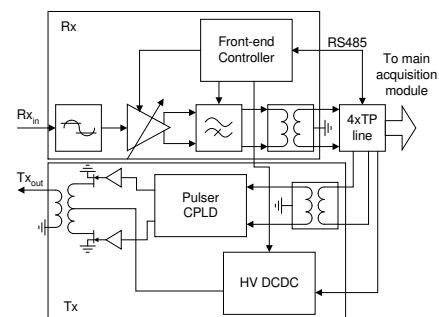 Rx
Front-end
Controller
RS485
To main
acquisition
module
Rxin
4xTP
line
Txout
Pulser
CPLD
HV DCDC
Tx